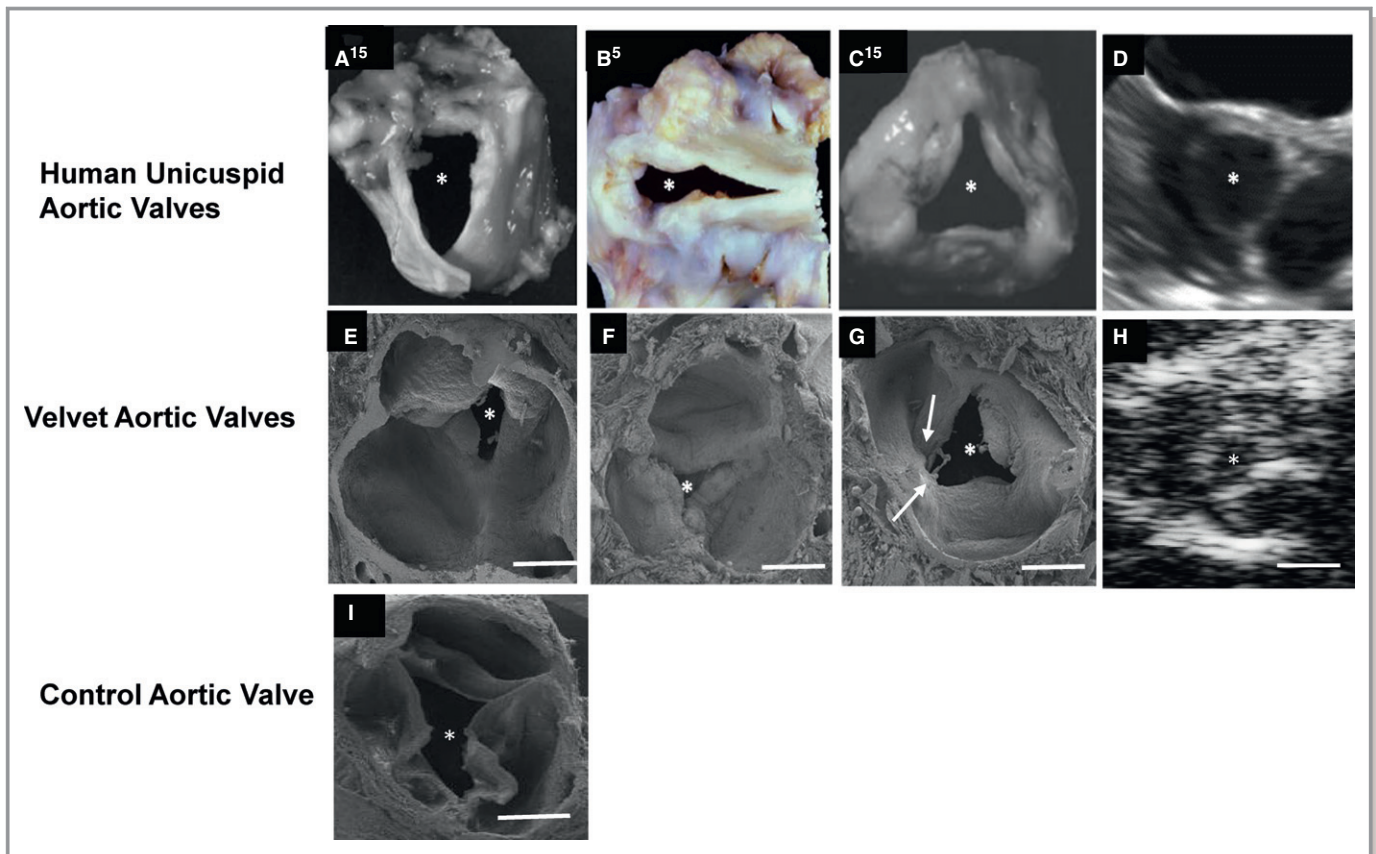 A15
B5
C15
D
Human Unicuspid
Aortic Valves
*
*
*
*
E
F
G
H
Velvet Aortic Valves
*
*
*
*
I
Control Aortic Valve
*